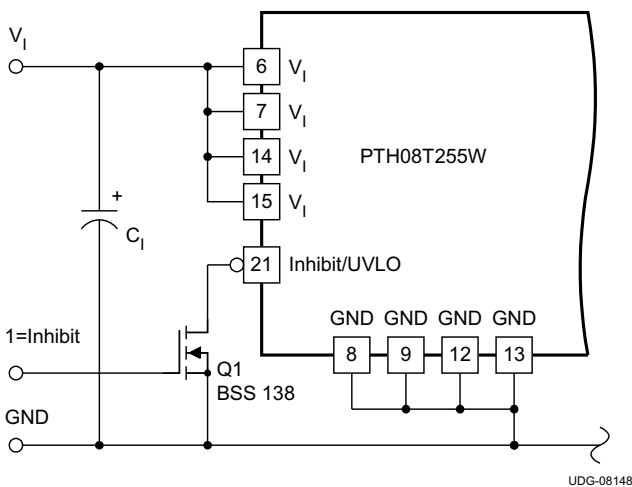 V_I
6 V_I
7 V_I
14 V_I
15 V_I
PTH08T255W
+
C_I
21 Inhibit/UVLO
GND GND GND GND
8 9 12 13
1=Inhibit
Q1
BSS 138
GND
UDG-08148